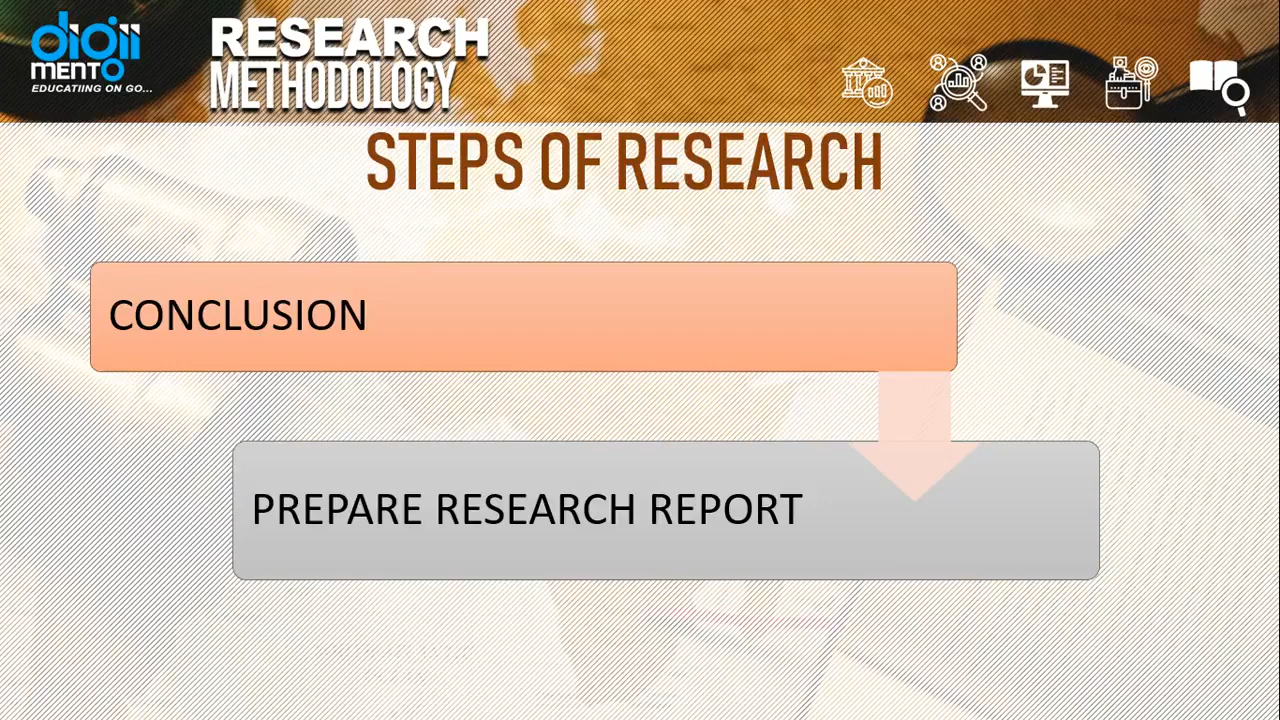 digii
MENTO
EDUCATIING ON GO...
RESEARCH
METHODOLOGY
STEPS OF RESEARCH
CONCLUSION
PREPARE RESEARCH REPORT